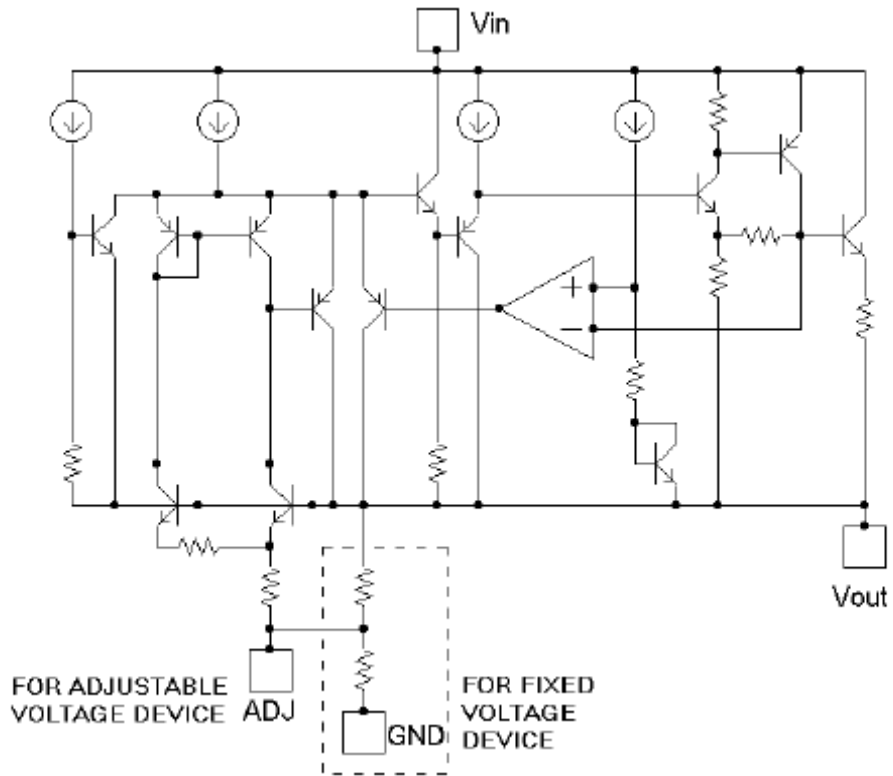 Vin
+
−
Vout
FOR ADJUSTABLE
VOLTAGE DEVICE
ADJ
GND
FOR FIXED
VOLTAGE
DEVICE